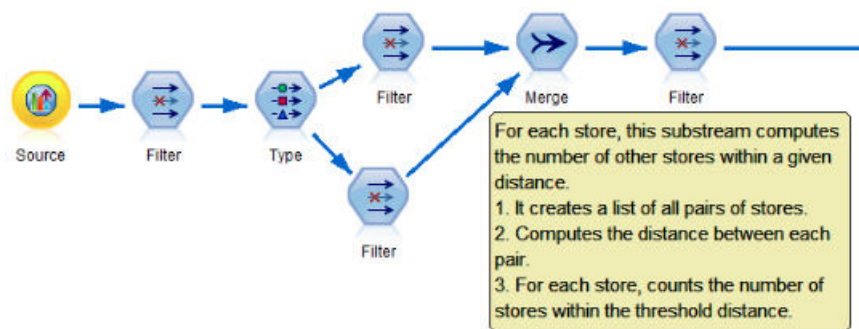 Filter
Merge
Filter
Source
Filter
Type
Filter
For each store, this substream computes
the number of other stores within a given
distance.
1. It creates a list of all pairs of stores.
2. Computes the distance between each
pair.
3. For each store, counts the number of
stores within the threshold distance.